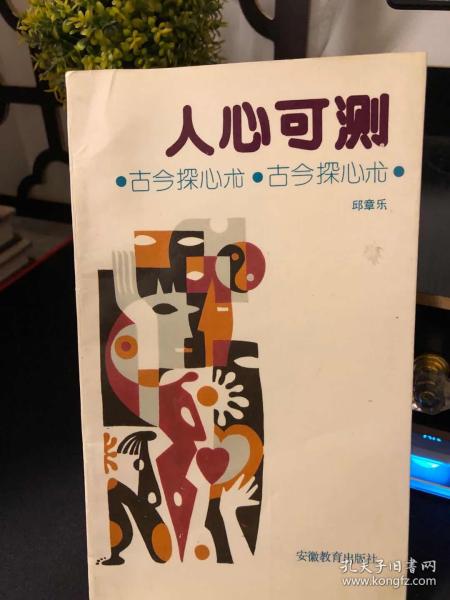 人心可测
•古今探心术•古今探心术•
邱章乐
安徽教育出版社
孔夫子旧书网
www.kongfz.com